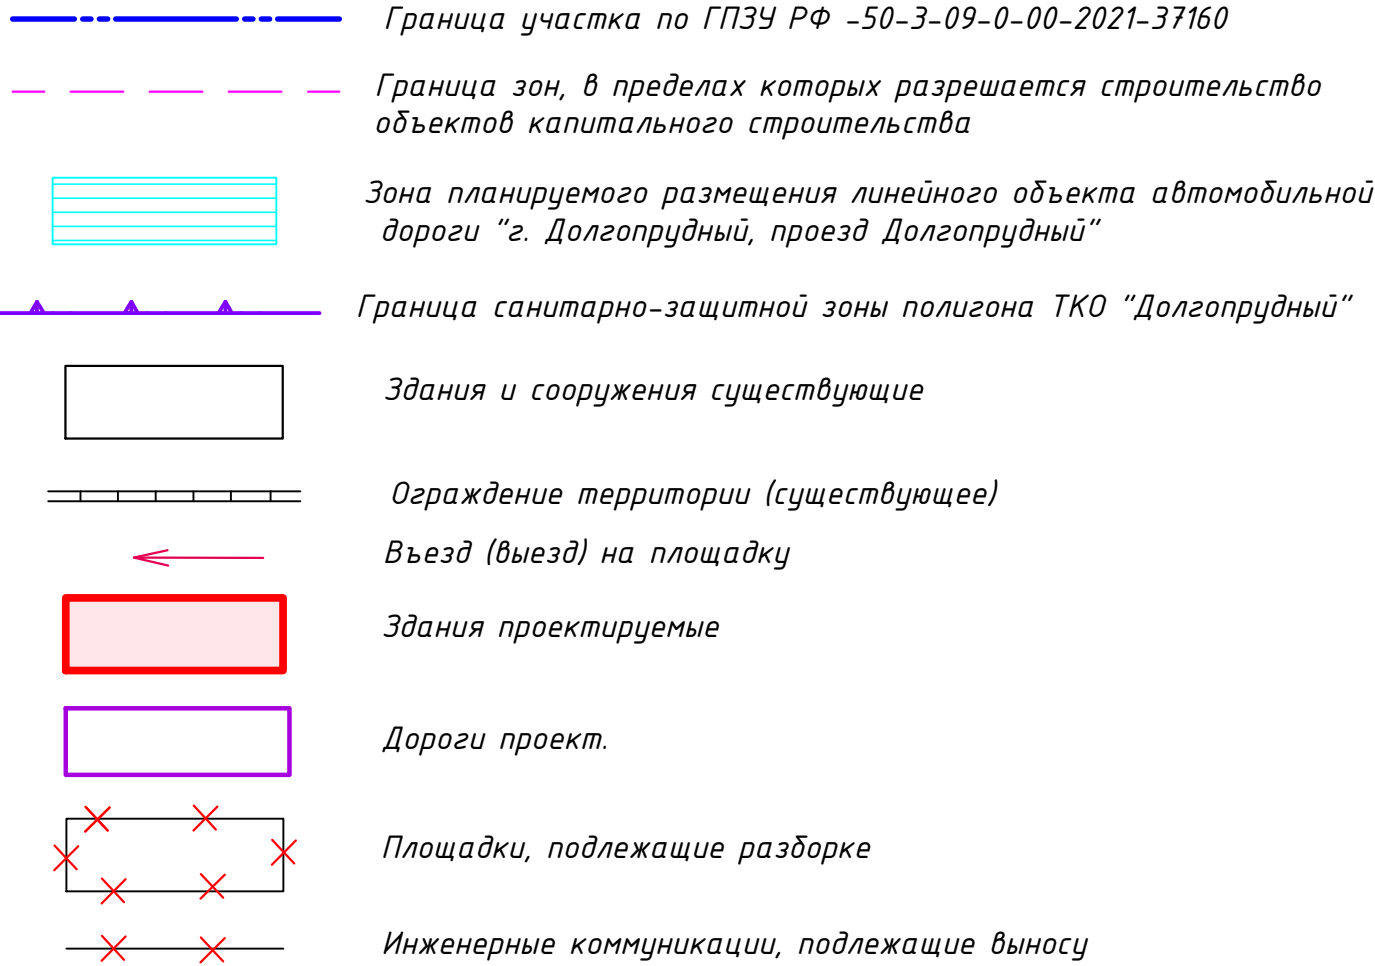 Граница участка по ГПЗУ РФ -50-3-09-0-00-2021-37160
Граница зон, в пределах которых разрешается строительство
объектов капитального строительства
Зона планируемого размещения линейного объекта автомобильной
дороги "г. Долгопрудный, проезд Долгопрудный"
Граница санитарно-защитной зоны полигона ТКО "Долгопрудный"
Здания и сооружения существующие
Ограждение территории (существующее)
Въезд (выезд) на площадку
Здания проектируемые
Дороги проект.
Площадки, подлежащие разборке
Инженерные коммуникации, подлежащие выносу